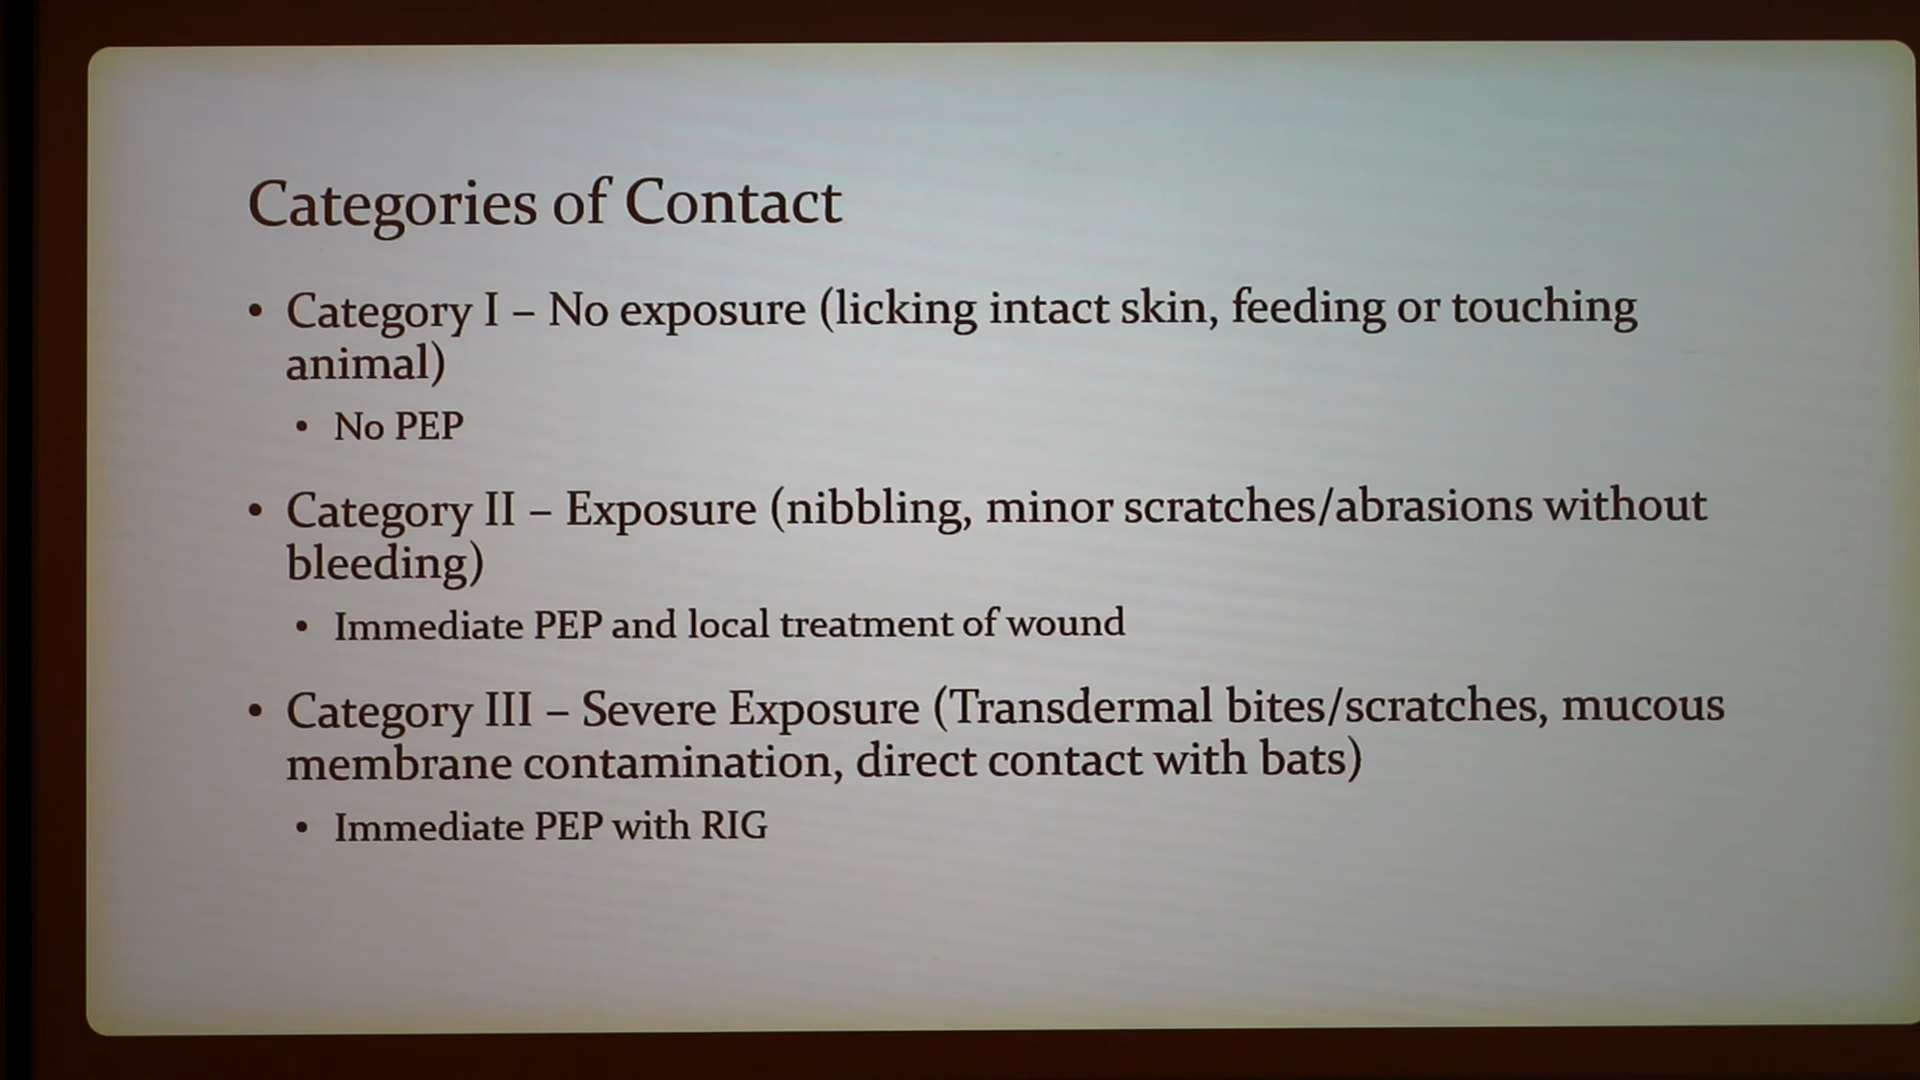 Categories of Contact
• Category I – No exposure (licking intact skin, feeding or touching
animal)
• No PEP
• Category II – Exposure (nibbling, minor scratches/abrasions without
bleeding)
• Immediate PEP and local treatment of wound
• Category III – Severe Exposure (Transdermal bites/scratches, mucous
membrane contamination, direct contact with bats)
• Immediate PEP with RIG